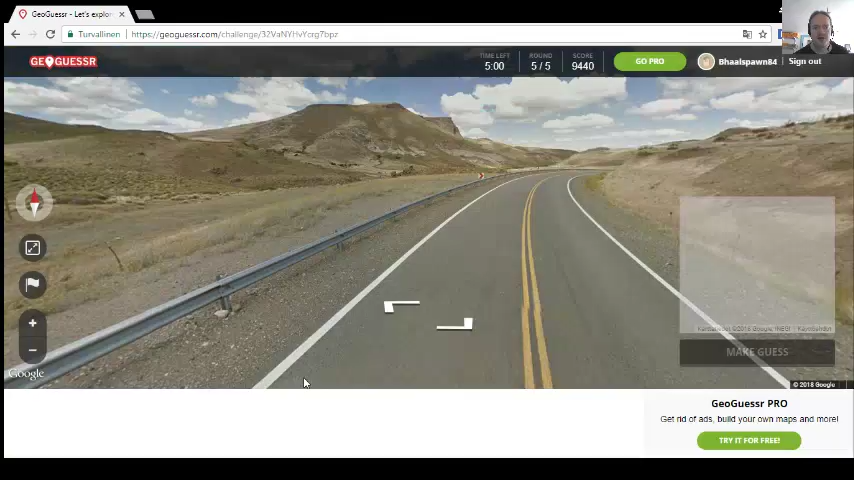 GeoGuessr - Let's explor
Turvallinen
https://geoguessr.com/challenge/32VaNYHvYcrg7bpz
GEOGUESSR
TIME LEFT
5:00
ROUND
5 / 5
SCORE
9440
GO PRO
Bhaalspawn84
Sign out
MAKE GUESS
Google
© 2018 Google
GeoGuessr PRO
Get rid of ads, build your own maps and more!
TRY IT FOR FREE!